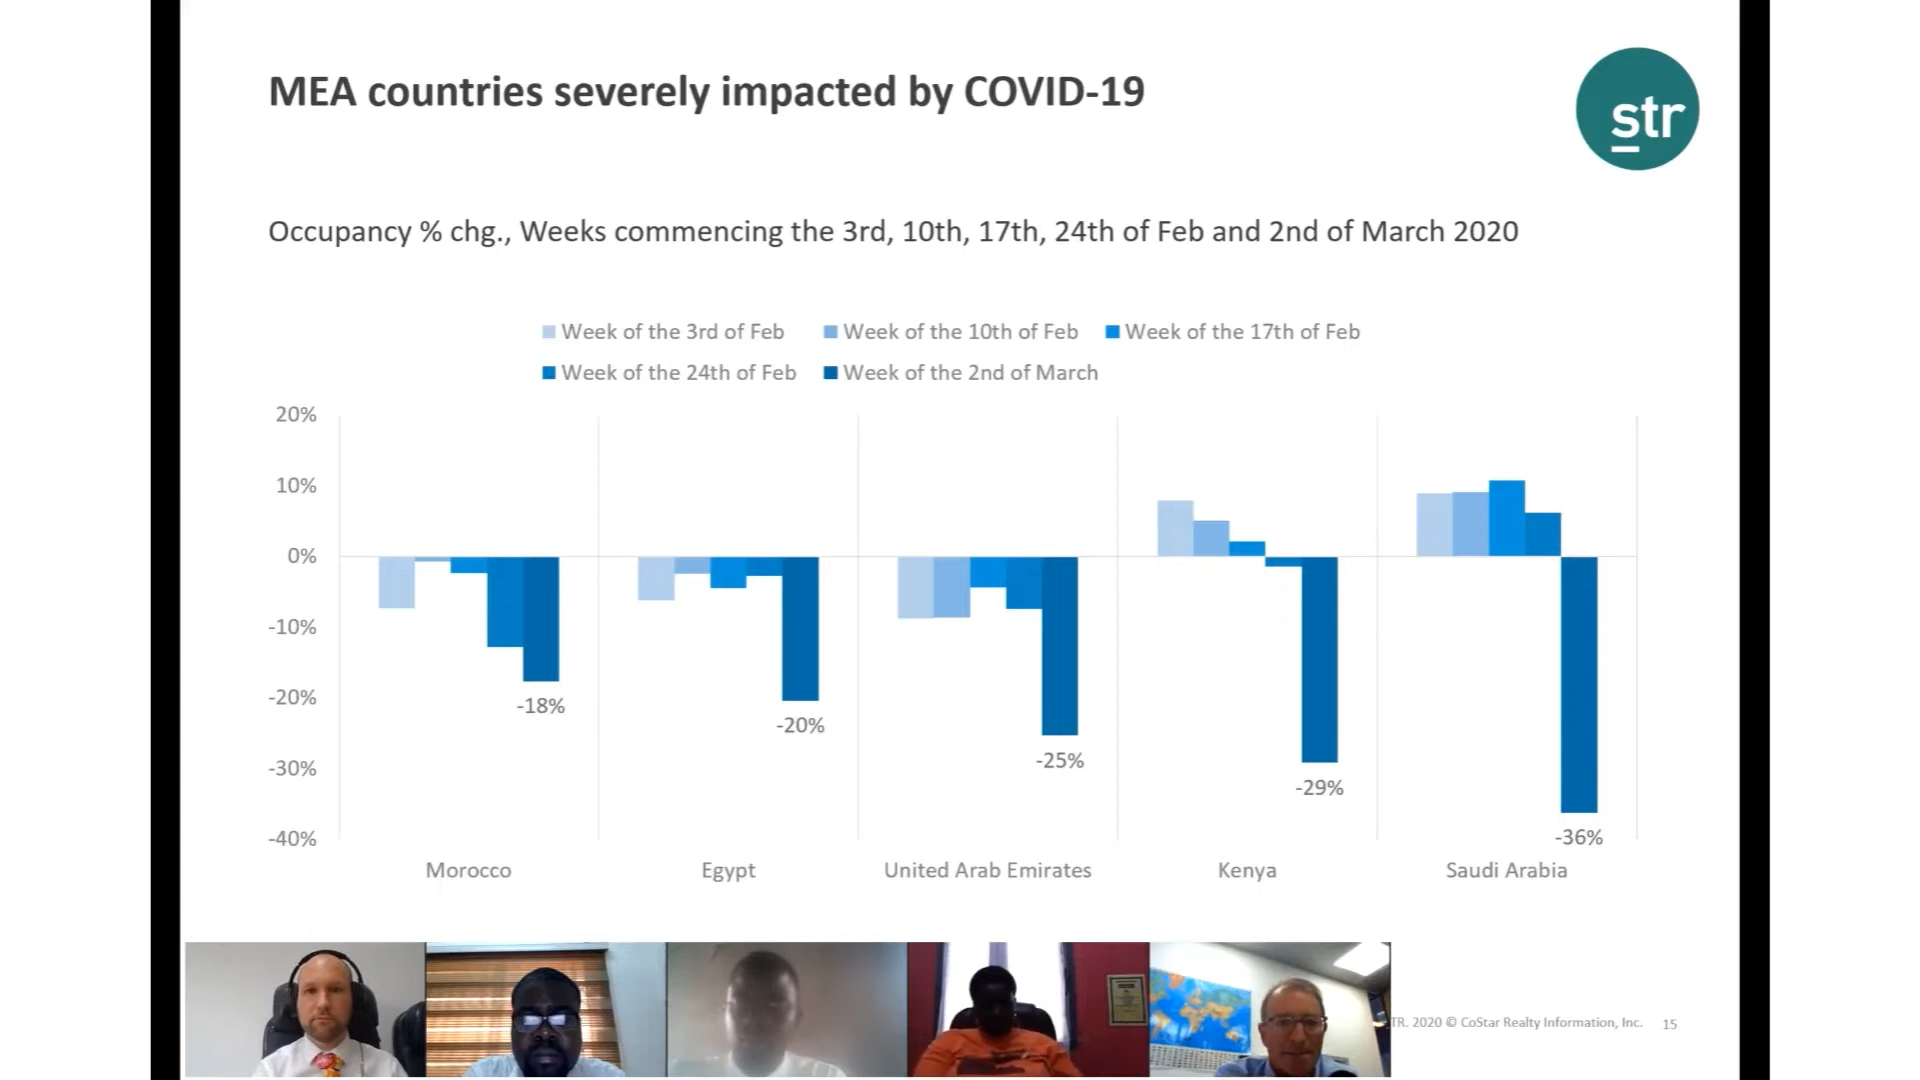 MEA countries severely impacted by COVID-19
str
Occupancy % chg., Weeks commencing the 3rd, 10th, 17th, 24th of Feb and 2nd of March 2020
Week of the 3rd of Feb
Week of the 10th of Feb
Week of the 17th of Feb
Week of the 24th of Feb
Week of the 2nd of March
20%
10%
0%
-10%
-20%
-30%
-40%
-18%
-20%
-25%
-29%
-36%
Morocco
Egypt
United Arab Emirates
Kenya
Saudi Arabia
TR. 2020 © CoStar Realty Information, Inc.
15